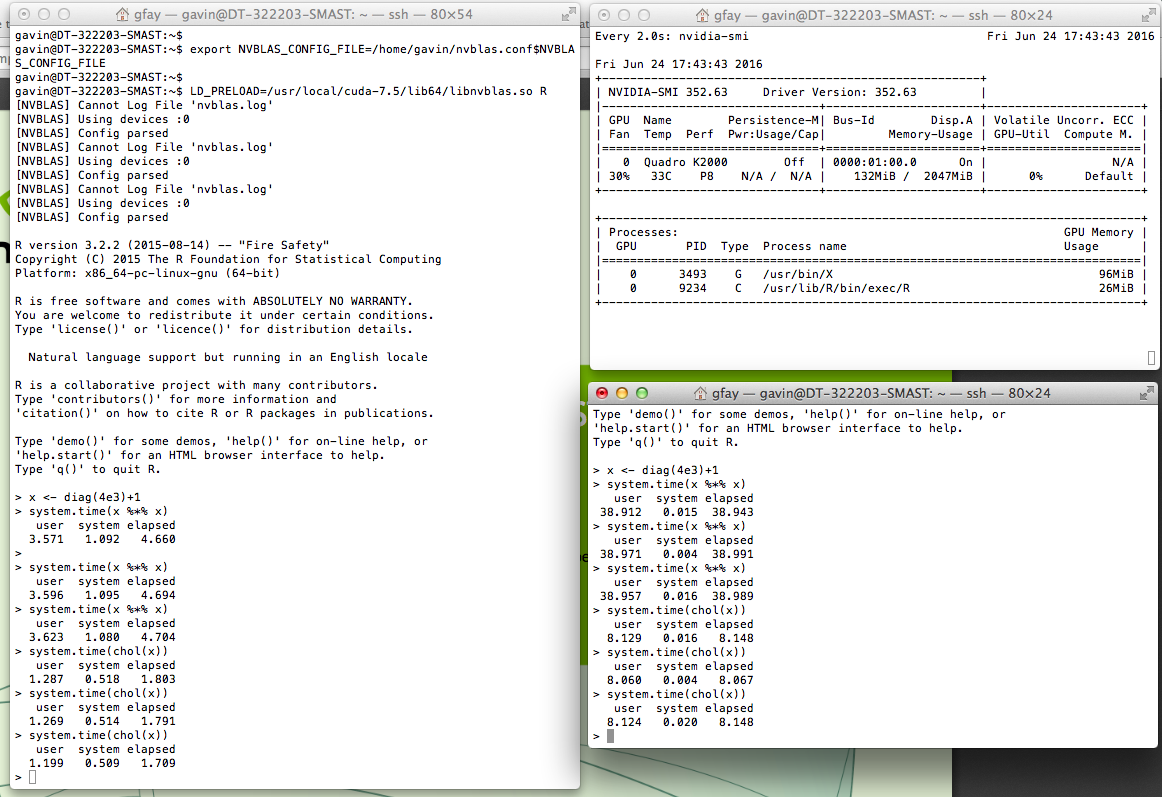 gfay — gavin@DT-322203-SMAST: ~ — ssh — 80×54
gavin@DT-322203-SMAST:~$
gavin@DT-322203-SMAST:~$ export NVBLAS_CONFIG_FILE=/home/gavin/nvblas.conf$NVBLA
S_CONFIG_FILE
gavin@DT-322203-SMAST:~$
gavin@DT-322203-SMAST:~$ LD_PRELOAD=/usr/local/cuda-7.5/lib64/libnvblas.so R
[NVBLAS] Cannot Log File 'nvblas.log'
[NVBLAS] Using devices :0
[NVBLAS] Config parsed
[NVBLAS] Cannot Log File 'nvblas.log'
[NVBLAS] Using devices :0
[NVBLAS] Config parsed
[NVBLAS] Cannot Log File 'nvblas.log'
[NVBLAS] Using devices :0
[NVBLAS] Config parsed
R version 3.2.2 (2015-08-14) -- "Fire Safety"
Copyright (C) 2015 The R Foundation for Statistical Computing
Platform: x86_64-pc-linux-gnu (64-bit)
R is free software and comes with ABSOLUTELY NO WARRANTY.
You are welcome to redistribute it under certain conditions.
Type 'license()' or 'licence()' for distribution details.
Natural language support but running in an English locale
R is a collaborative project with many contributors.
Type 'contributors()' for more information and
'citation()' on how to cite R or R packages in publications.
Type 'demo()' for some demos, 'help()' for on-line help, or
'help.start()' for an HTML browser interface to help.
Type 'q()' to quit R.
> x <- diag(4e3)+1
> system.time(x %*% x)
user system elapsed
3.571 1.092 4.660
>
> system.time(x %*% x)
user system elapsed
3.596 1.095 4.694
> system.time(x %*% x)
user system elapsed
3.623 1.080 4.704
> system.time(chol(x))
user system elapsed
1.287 0.518 1.803
> system.time(chol(x))
user system elapsed
1.269 0.514 1.791
> system.time(chol(x))
user system elapsed
1.199 0.509 1.709
>
gfay — gavin@DT-322203-SMAST: ~ — ssh — 80×24
Every 2.0s: nvidia-smi Fri Jun 24 17:43:43 2016
Fri Jun 24 17:43:43 2016
+------------------------------------------------------+
| NVIDIA-SMI 352.63 Driver Version: 352.63 |
|-------------------------------+----------------------+----------------------+
| GPU Name Persistence-M| Bus-Id Disp.A | Volatile Uncorr. ECC |
| Fan Temp Perf Pwr:Usage/Cap| Memory-Usage | GPU-Util Compute M. |
|===============================+======================+======================|
| 0 Quadro K2000 Off | 0000:01:00.0 On | N/A |
| 30% 33C P8 N/A / N/A | 132MiB / 2047MiB | 0% Default |
+-------------------------------+----------------------+----------------------+
+-----------------------------------------------------------------------------+
| Processes: GPU Memory |
| GPU PID Type Process name Usage |
|=============================================================================|
| 0 3493 G /usr/bin/X 96MiB |
| 0 9234 C /usr/lib/R/bin/exec/R 26MiB |
+-----------------------------------------------------------------------------+
gfay — gavin@DT-322203-SMAST: ~ — ssh — 80×24
Type 'demo()' for some demos, 'help()' for on-line help, or
'help.start()' for an HTML browser interface to help.
Type 'q()' to quit R.
> x <- diag(4e3)+1
> system.time(x %*% x)
user system elapsed
38.912 0.015 38.943
> system.time(x %*% x)
user system elapsed
38.971 0.004 38.991
> system.time(x %*% x)
user system elapsed
38.957 0.016 38.989
> system.time(chol(x))
user system elapsed
8.129 0.016 8.148
> system.time(chol(x))
user system elapsed
8.060 0.004 8.067
> system.time(chol(x))
user system elapsed
8.124 0.020 8.148
>